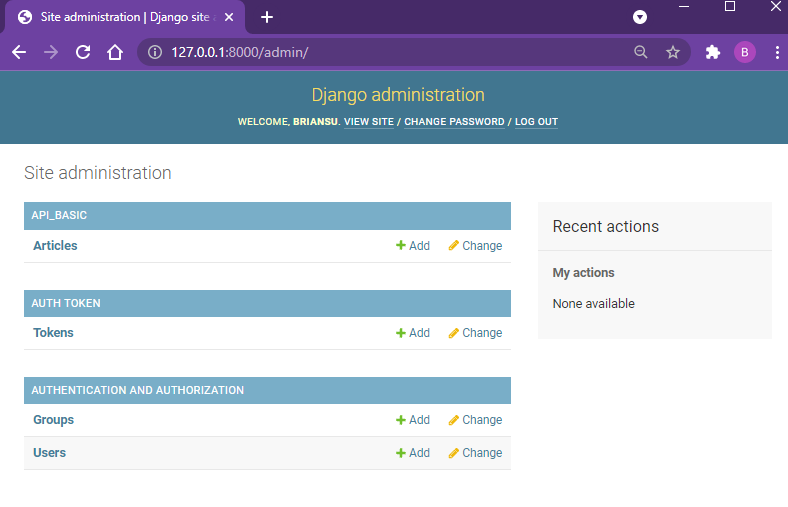 Site administration | Django site
127.0.0.1:8000/admin/
B
Django administration
WELCOME, BRIANSU. VIEW SITE / CHANGE PASSWORD / LOG OUT
Site administration
API_BASIC
Articles Add Change
AUTH TOKEN
Tokens Add Change
AUTHENTICATION AND AUTHORIZATION
Groups Add Change
Users Add Change
Recent actions
My actions
None available